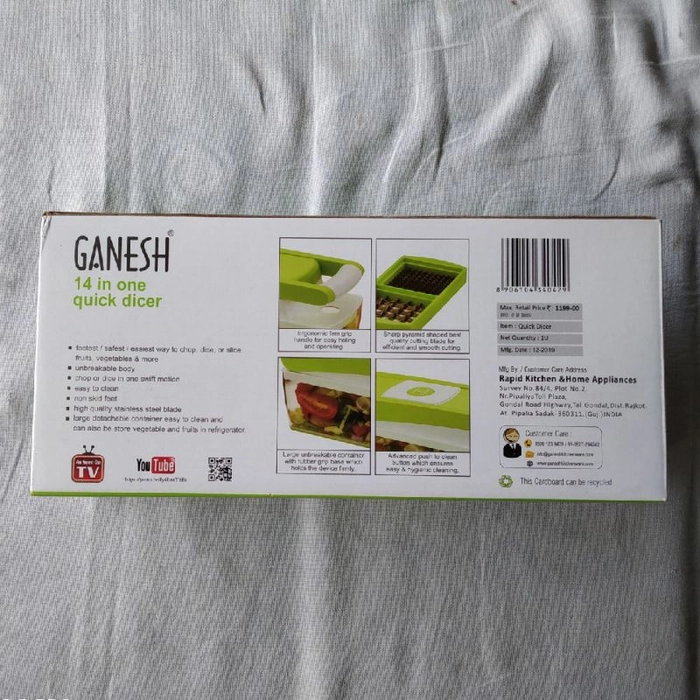 GANESH®
14 in one
quick dicer
fastest / safest / easiest way to chop, dice, or slice
fruits, vegetables & more
unbreakable body
chop or dice in one swift motion
easy to clean
non skid foot
high quality stainless steel blade
large detachable container easy to clean and
can also be store vegetable and fruits in refrigerator.
As Seen On
TV
YouTube
Ergonomic firm grip
handle for easy holing
and operating
Sharp pyramid shaped best
quality cutting blade for
efficient and smooth cutting.
Large unbreakable container
with rubber grip base which
holts the device firmly.
Advanced push to clean
button which ensures
easy & hygienic cleaning.
8 906104 340479
Max. Retail Price ₹ : 1199-00
Item : Quick Dicer
Net Quantity : 1U
Mfg. Date : 12-2019
Mfg By / Customer Care Address
Rapid Kitchen &Home Appliances
Survey No.84/4, Plot No.2,
Nr.Pipaliya Toll Plaza,
Gondal Road Highway, Tal. Gondal, Dist.Rajkot.
At. Pipalia Sadak-360311. (Guj.)INDIA
Customer Care :
This Cardboard can be recycled